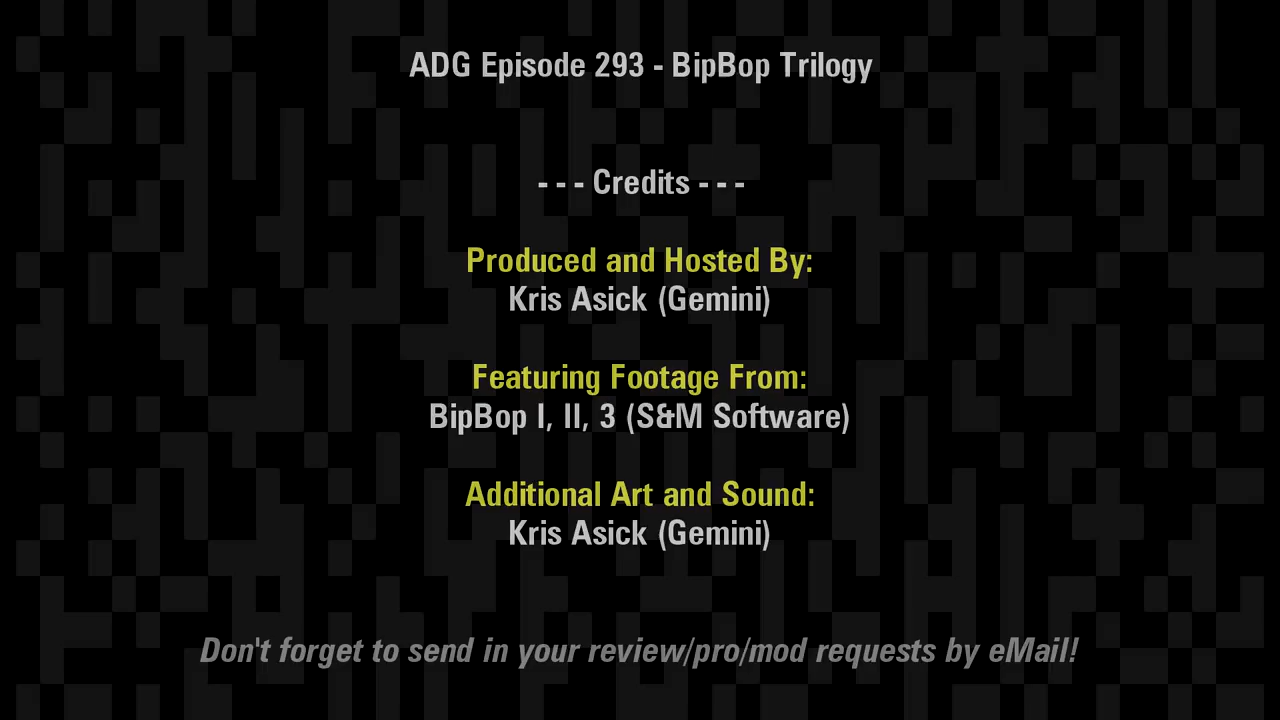 ADG Episode 293 - BipBop Trilogy
- - - Credits - - -
Produced and Hosted By:
Kris Asick (Gemini)
Featuring Footage From:
BipBop I, II, 3 (S&M Software)
Additional Art and Sound:
Kris Asick (Gemini)
Don't forget to send in your review/pro/mod requests by eMail!